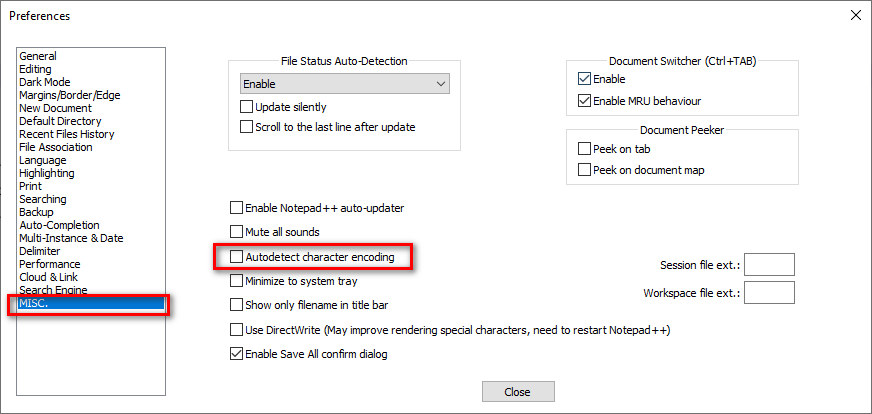 Preferences
General
Editing
Dark Mode
Margins/Border/Edge
New Document
Default Directory
Recent Files History
File Association
Language
Highlighting
Print
Searching
Backup
Auto-Completion
Multi-Instance & Date
Delimiter
Performance
Cloud & Link
Search Engine
MISC.
File Status Auto-Detection
Enable
Update silently
Scroll to the last line after update
Document Switcher (Ctrl+TAB)
Enable
Enable MRU behaviour
Document Peeker
Peek on tab
Peek on document map
Enable Notepad++ auto-updater
Mute all sounds
Autodetect character encoding
Minimize to system tray
Show only filename in title bar
Use DirectWrite (May improve rendering special characters, need to restart Notepad++)
Enable Save All confirm dialog
Session file ext.:
Workspace file ext.:
Close